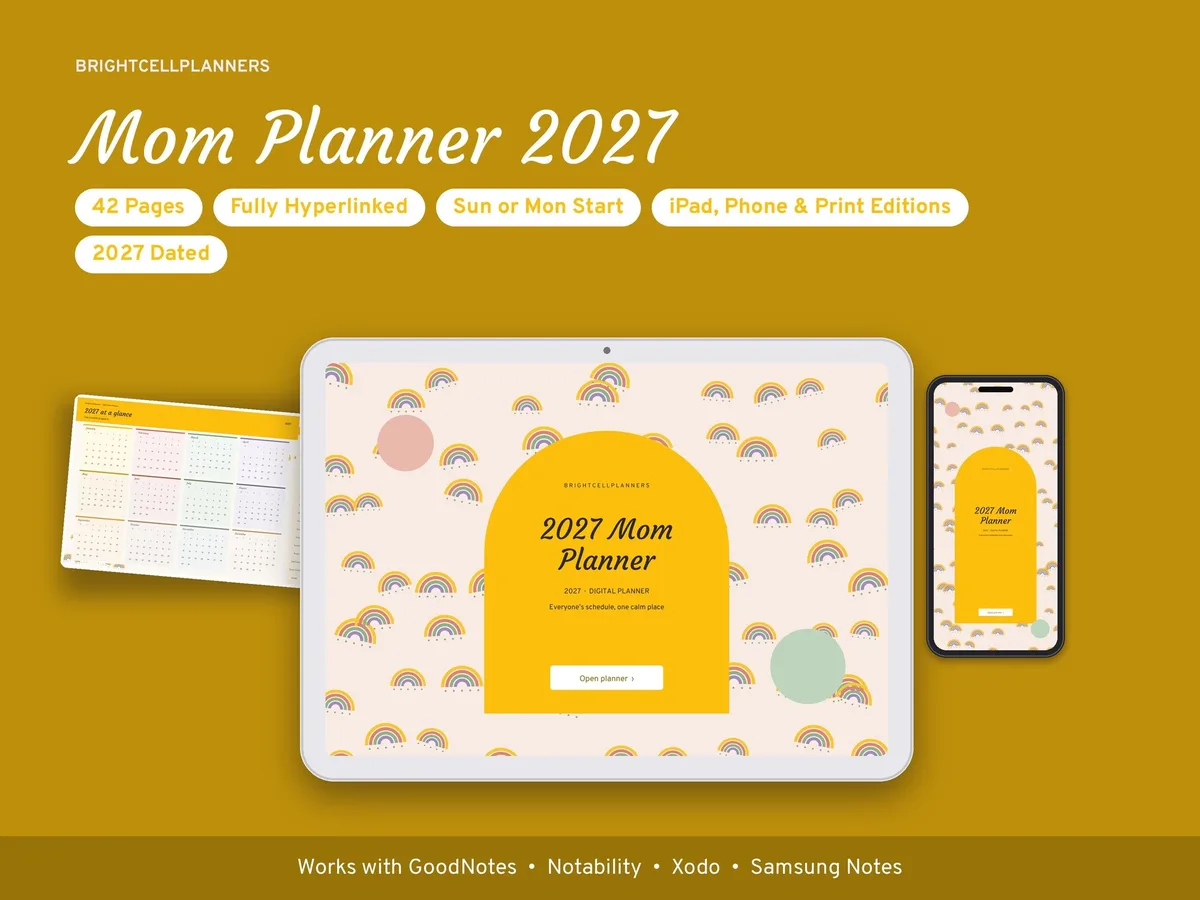 BRIGHTCELLPLANNERS
Mom Planner 2027
42 Pages
Fully Hyperlinked
Sun or Mon Start
iPad, Phone & Print Editions
2027 Dated
2027 at a glance
BRIGHTCELLPLANNERS
2027 Mom
Planner
2027 · DIGITAL PLANNER
Everyone's schedule, one calm place
Open planner ›
2027 Mom
Planner
Works with GoodNotes • Notability • Xodo • Samsung Notes